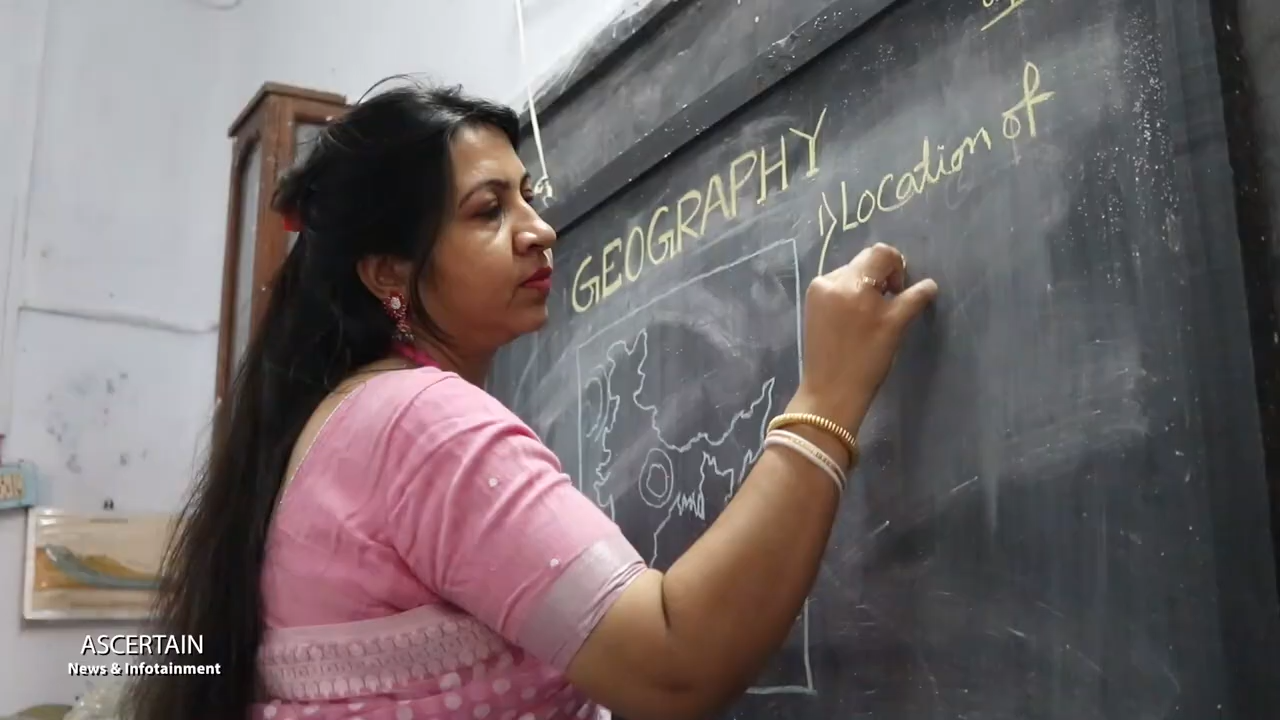 GEOGRAPHY
1) Location of
ASCERTAIN
News & Infotainment